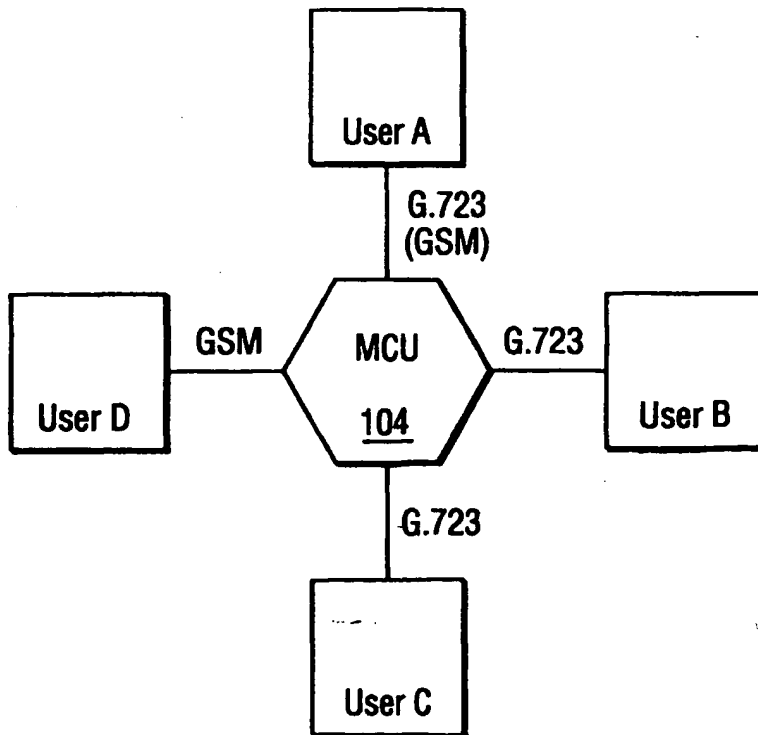 User A
G.723
(GSM)
GSM
MCU
G.723
User D
104
User B
G.723
User C